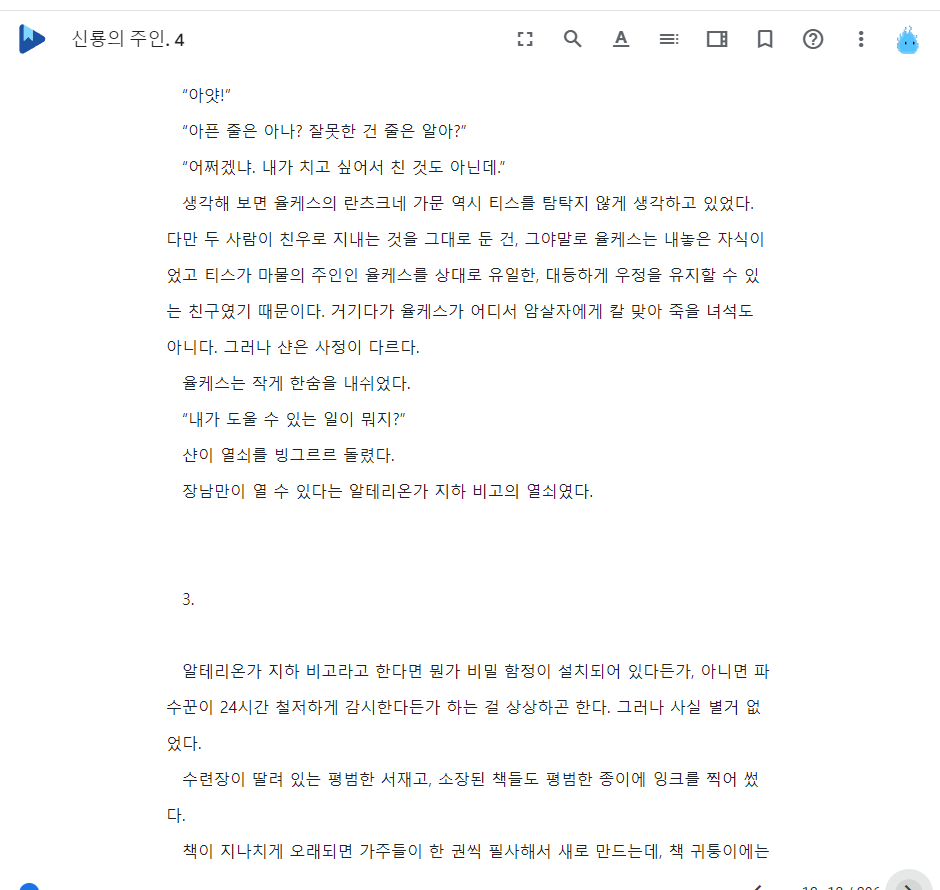 신룡의 주인. 4
“아얏!”
“아픈 줄은 아나? 잘못한 건 줄은 알아?”
“어쩌겠냐. 내가 치고 싶어서 친 것도 아닌데.”
생각해 보면 율케스의 란츠크네 가문 역시 티스를 탐탁지 않게 생각하고 있었다.
다만 두 사람이 친우로 지내는 것을 그대로 둔 건, 그야말로 율케스는 내놓은 자식이
었고 티스가 마물의 주인인 율케스를 상대로 유일한, 대등하게 우정을 유지할 수 있
는 친구였기 때문이다. 거기다가 율케스가 어디서 암살자에게 칼 맞아 죽을 녀석도
아니다. 그러나 샨은 사정이 다르다.
율케스는 작게 한숨을 내쉬었다.
“내가 도울 수 있는 일이 뭐지?”
샨이 열쇠를 빙그르르 돌렸다.
장남만이 열 수 있다는 알테리온가 지하 비고의 열쇠였다.
3.
알테리온가 지하 비고라고 한다면 뭔가 비밀 함정이 설치되어 있다든가, 아니면 파
수꾼이 24시간 철저하게 감시한다든가 하는 걸 상상하곤 한다. 그러나 사실 별거 없
었다.
수련장이 딸려 있는 평범한 서재고, 소장된 책들도 평범한 종이에 잉크를 찍어 썼
다.
책이 지나치게 오래되면 가주들이 한 권씩 필사해서 새로 만드는데, 책 귀퉁이에는